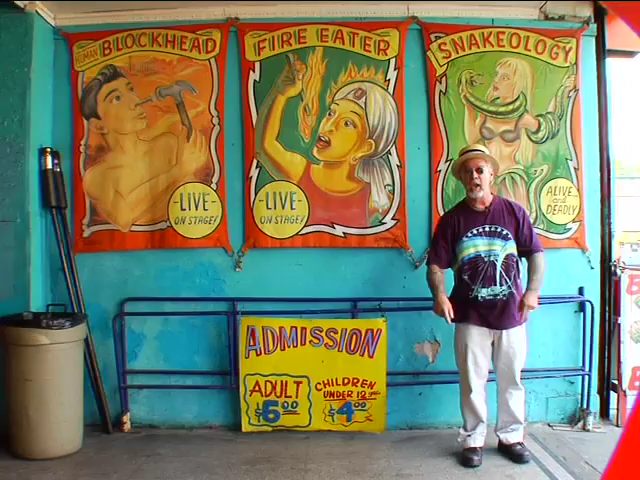 HUMAN BLOCKHEAD
-LIVE-
ON STAGE!
FIRE EATER
-LIVE-
ON STAGE!
SNAKEOLOGY
ALIVE
and
DEADLY
ADMISSION
ADULT
$5.00
CHILDREN
UNDER 12 yrs
$4.00